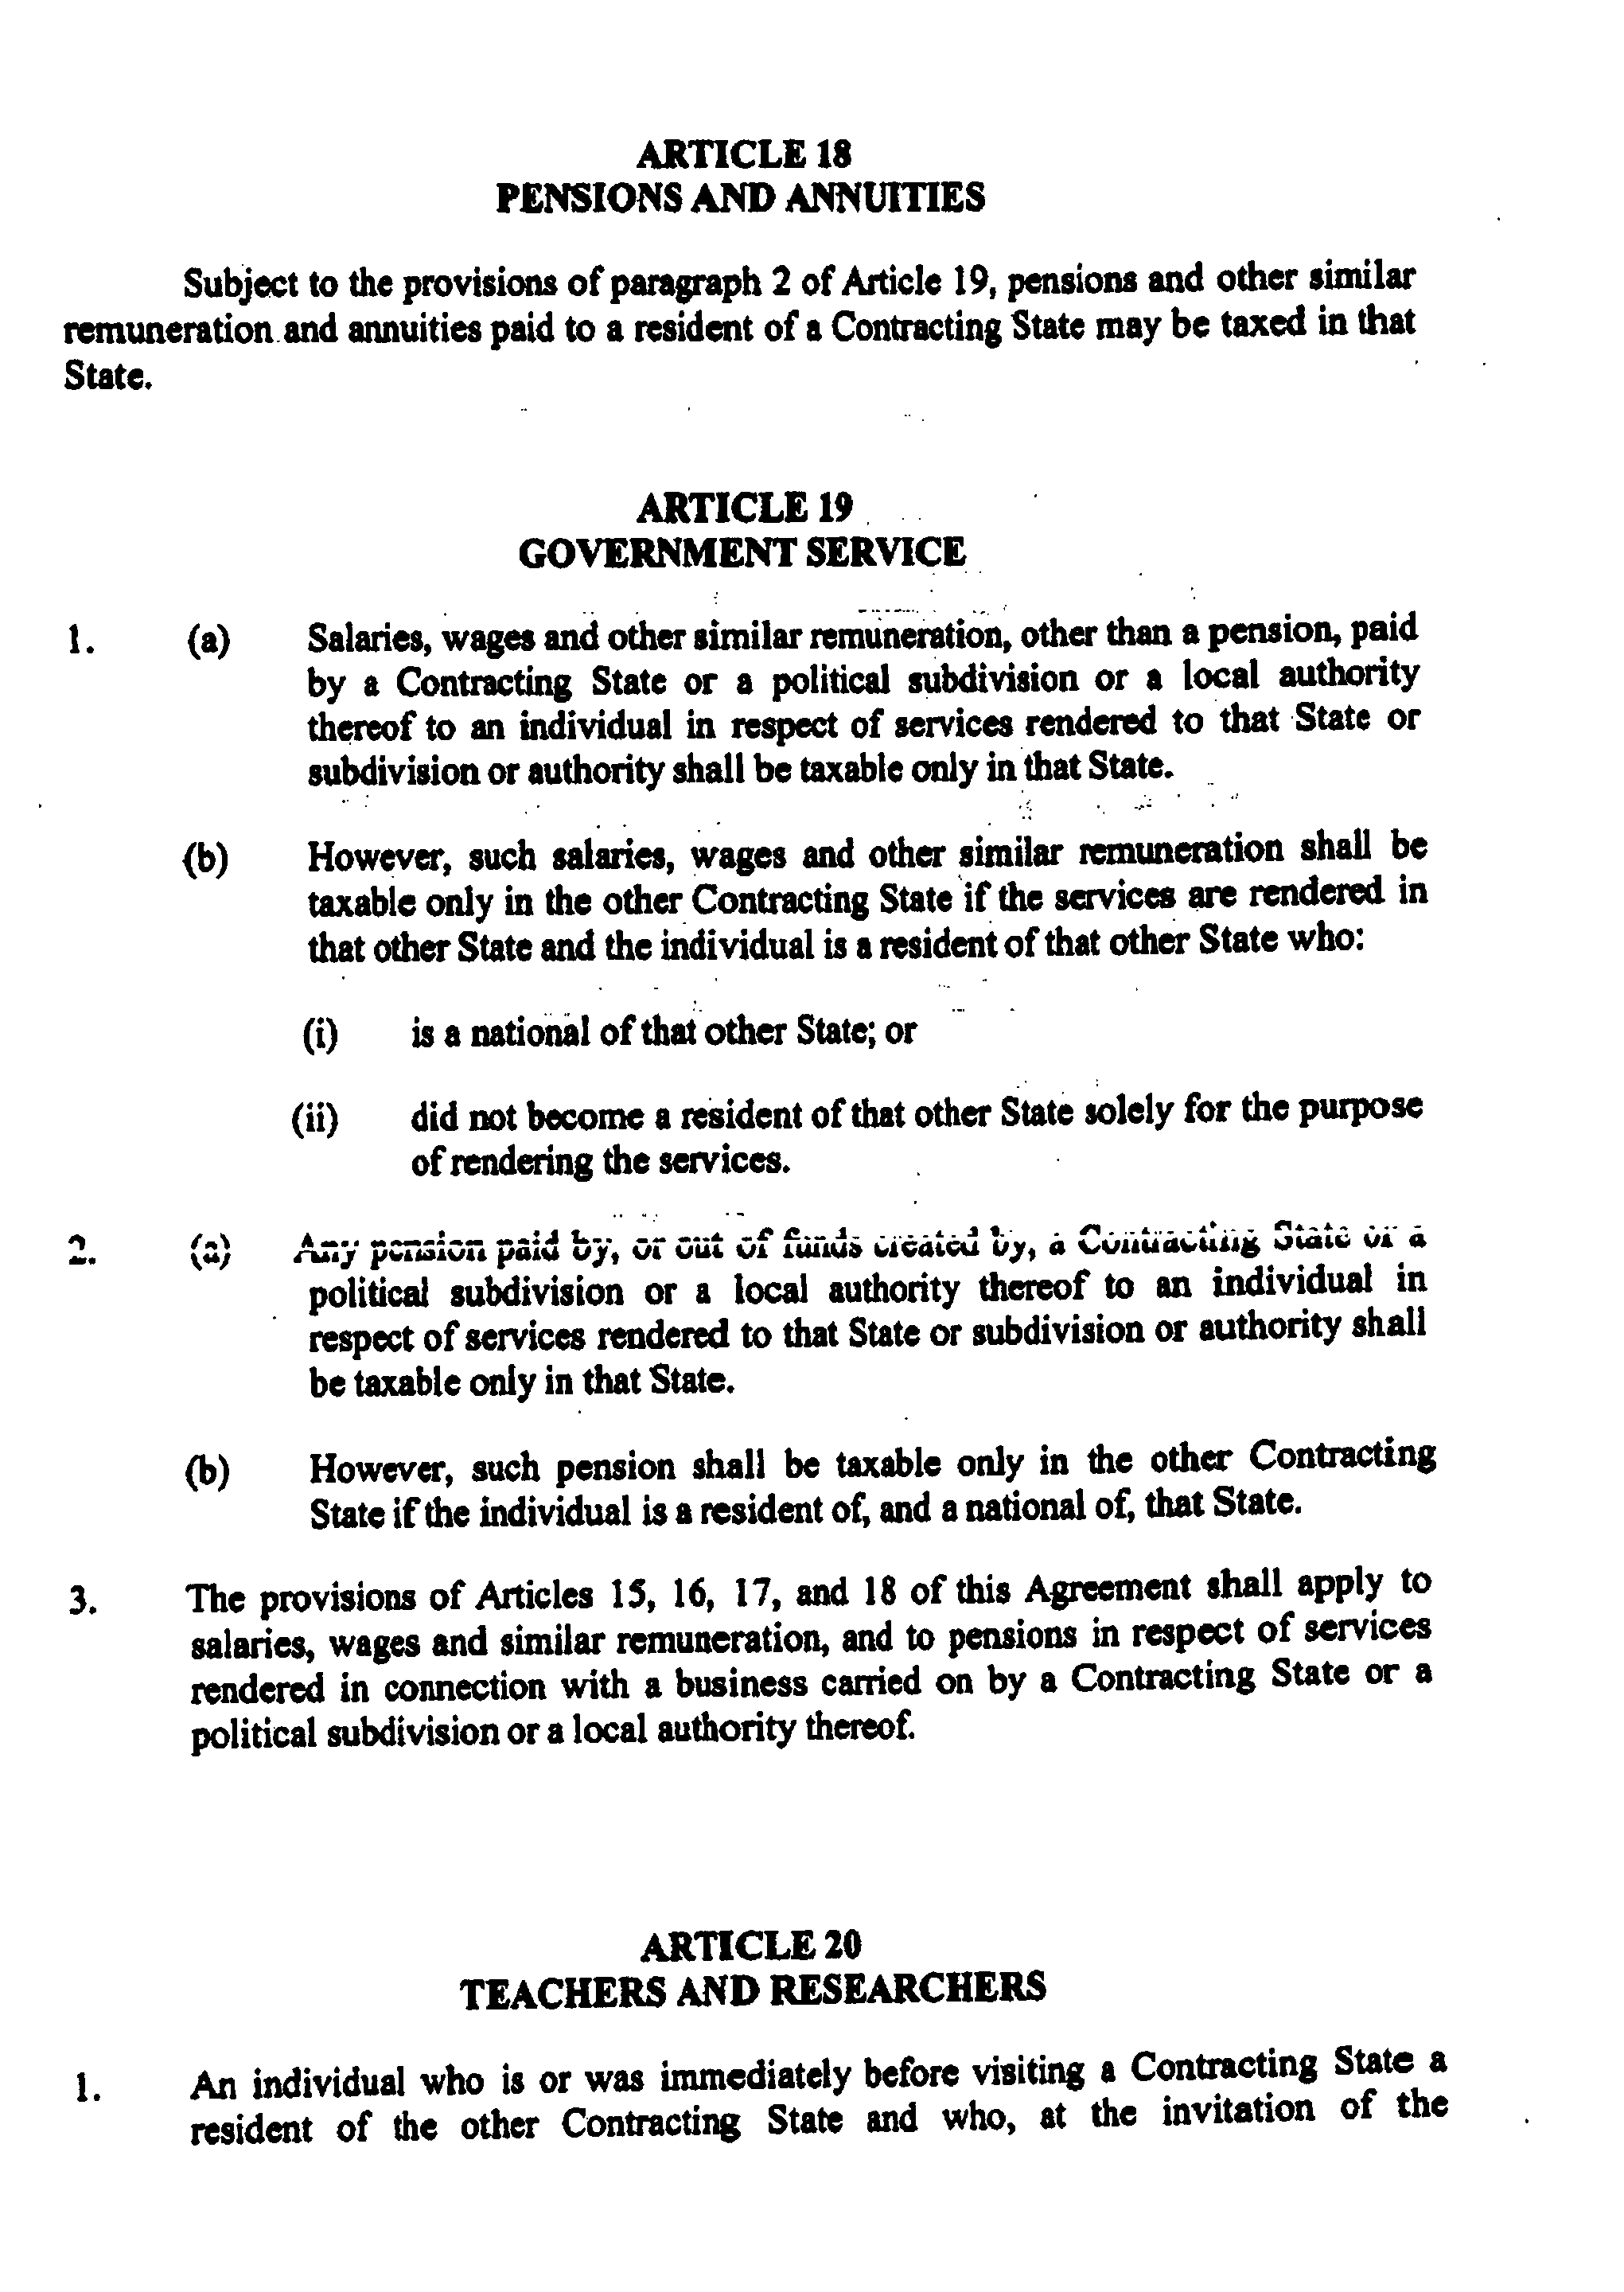 ARTICLE 18
PENSIONS AND ANNUITIES
Subject to the provisions of paragraph 2 of Article 19, pensions and other similar
remuneration and annuities paid to a resident of a Contracting State may be taxed in that
State.
ARTICLE 19
GOVERNMENT SERVICE
1. (a) Salaries, wages and other similar remuneration, other than a pension, paid
by a Contracting State or a political subdivision or a local authority
thereof to an individual in respect of services rendered to that State or
subdivision or authority shall be taxable only in that State.
(b) However, such salaries, wages and other similar remuneration shall be
taxable only in the other Contracting State if the services are rendered in
that other State and the individual is a resident of that other State who:
(i) is a national of that other State; or
(ii) did not become a resident of that other State solely for the purpose
of rendering the services.
2. (a) Any pension paid by, or out of funds created by, a Contracting State or a
political subdivision or a local authority thereof to an individual in
respect of services rendered to that State or subdivision or authority shall
be taxable only in that State.
(b) However, such pension shall be taxable only in the other Contracting
State if the individual is a resident of, and a national of, that State.
3. The provisions of Articles 15, 16, 17, and 18 of this Agreement shall apply to
salaries, wages and similar remuneration, and to pensions in respect of services
rendered in connection with a business carried on by a Contracting State or a
political subdivision or a local authority thereof.
ARTICLE 20
TEACHERS AND RESEARCHERS
1. An individual who is or was immediately before visiting a Contracting State a
resident of the other Contracting State and who, at the invitation of the